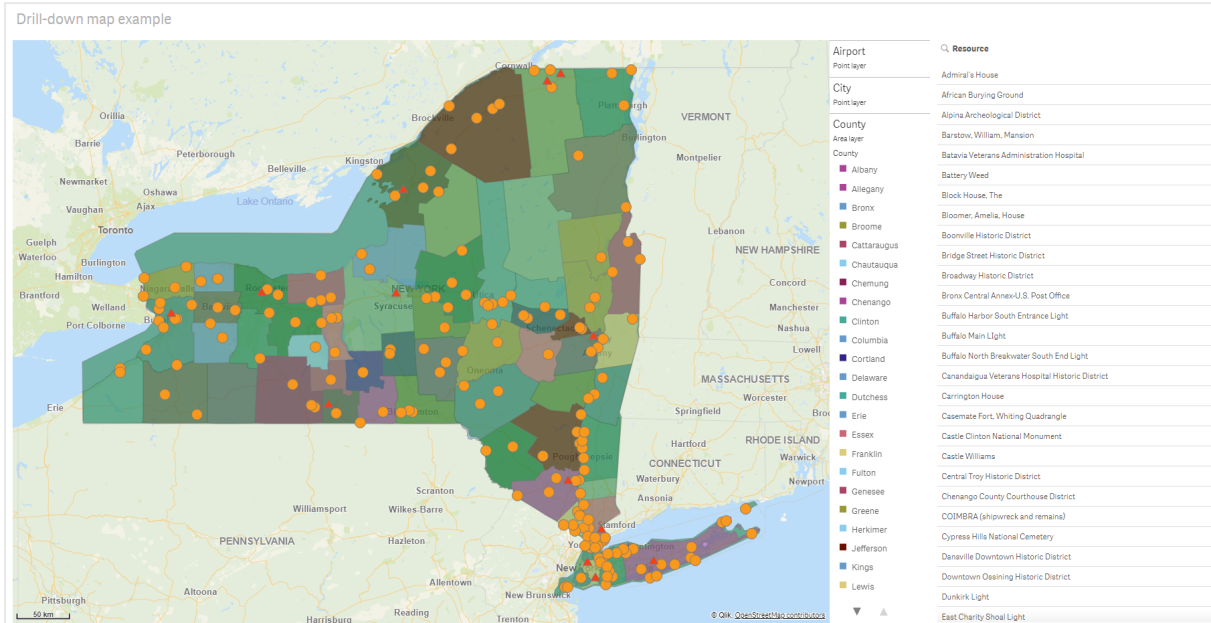 Drill-down map example
Cornwall
Orillia
Brockville
VERMONT
Barrie
Burlington
Peterborough
Kingston
Montpelier
Belleville
Newmarket
Oshawa
Vaughan
Ajax
Lake Ontario
Toronto
Lebanon
Guelph
NEW HAMPSHIRE
Waterloo
Burlington
Hamilton
Concord
Brantford
NEW YORK
Welland
Syracuse
Manchester
Port Colborne
Nashua
Lowell
Oneonta
MASSACHUSETTS
Worcester
Erie
Springfield
Hartford
RHODE ISLAND
CONNECTICUT
Warwick
Waterbury
Newport
Scranton
Ansonia
Williamsport
Wilkes-Barre
Stamford
PENNSYLVANIA
Hazleton
Allentown
Altoona
New Brunswick
Pittsburg
Reading
Harrisburg
Trenton
50 km
© Qlik, OpenStreetMap contributors
Airport
Point layer
City
Point layer
County
Area layer
County
Albany
Allegany
Bronx
Broome
Cattaraugus
Chautauqua
Chemung
Chenango
Clinton
Columbia
Cortland
Delaware
Dutchess
Erie
Essex
Franklin
Fulton
Genesee
Greene
Herkimer
Jefferson
Kings
Lewis
Resource
Admiral's House
African Burying Ground
Alpina Archeological District
Barstow, William, Mansion
Batavia Veterans Administration Hospital
Battery Weed
Block House, The
Bloomer, Amelia, House
Boonville Historic District
Bridge Street Historic District
Broadway Historic District
Bronx Central Annex-U.S. Post Office
Buffalo Harbor South Entrance Light
Buffalo Main LIght
Buffalo North Breakwater South End Light
Canandaigua Veterans Hospital Historic District
Carrington House
Casemate Fort, Whiting Quadrangle
Castle Clinton National Monument
Castle Williams
Central Troy Historic District
Chenango County Courthouse District
COIMBRA (shipwreck and remains)
Cypress Hills National Cemetery
Danaville Downtown Historic District
Downtown Ossining Historic District
Dunkirk Light
East Charity Shoal Light